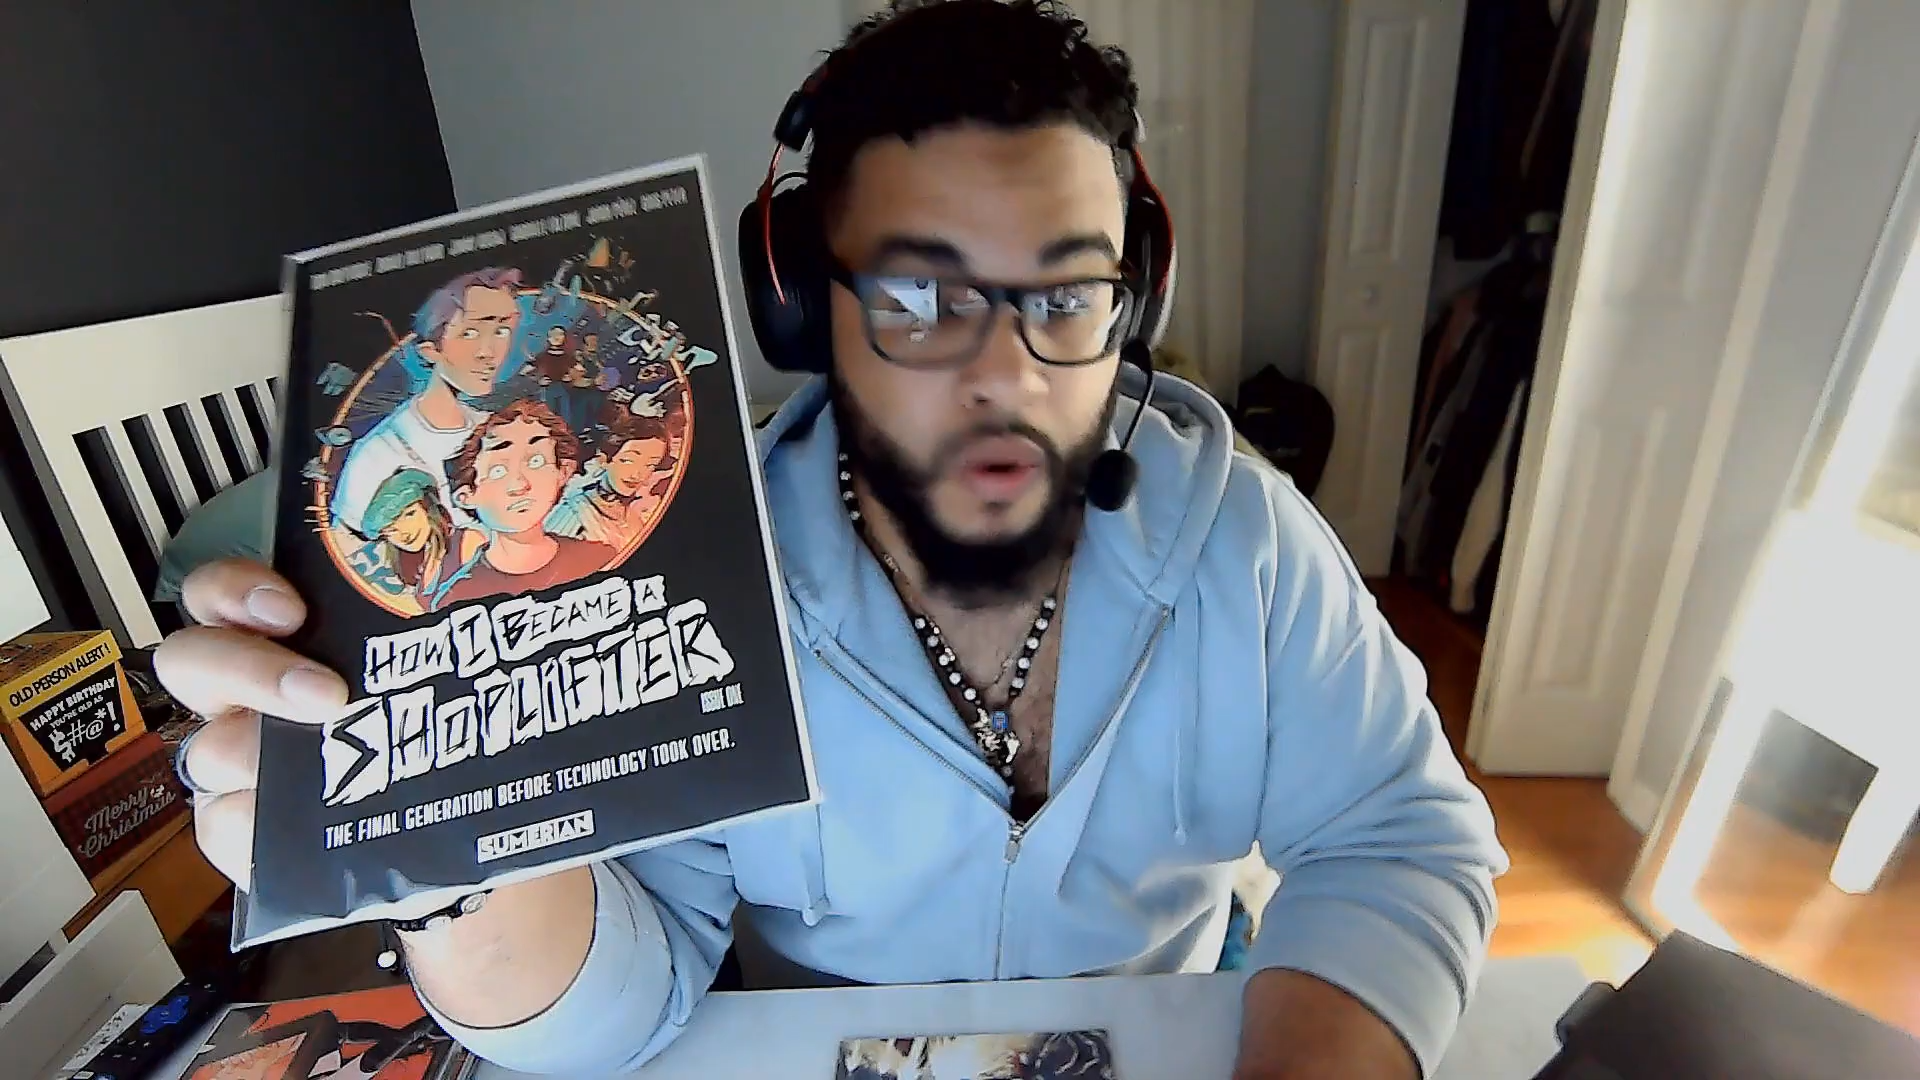 HOW I BECAME A
SHOPLIFTER
ISSUE ONE
THE FINAL GENERATION BEFORE TECHNOLOGY TOOK OVER.
SUMERIAN
OLD PERSON ALERT!
HAPPY BIRTHDAY
YOU'RE OLD AS
$#@*!
Merry
Christmas